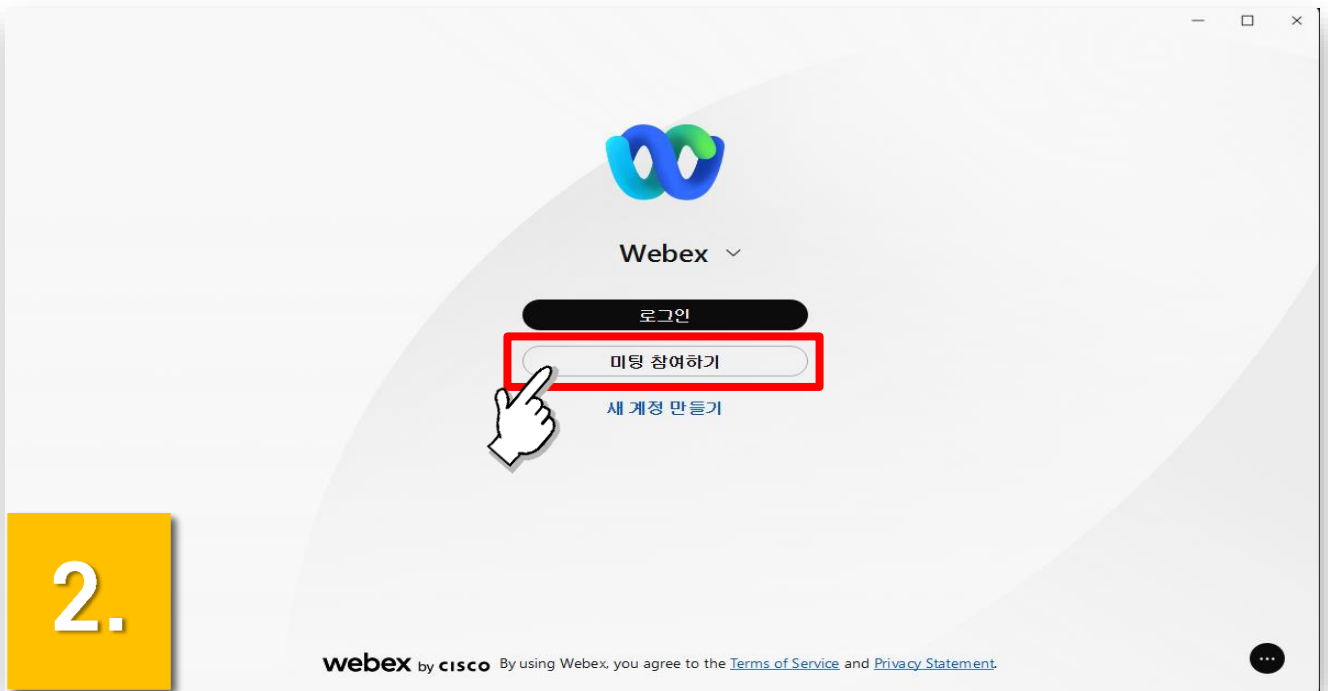 Webex
로그인
미팅 참여하기
새 계정 만들기
2.
webex by CISCO By using Webex, you agree to the Terms of Service and Privacy Statement.